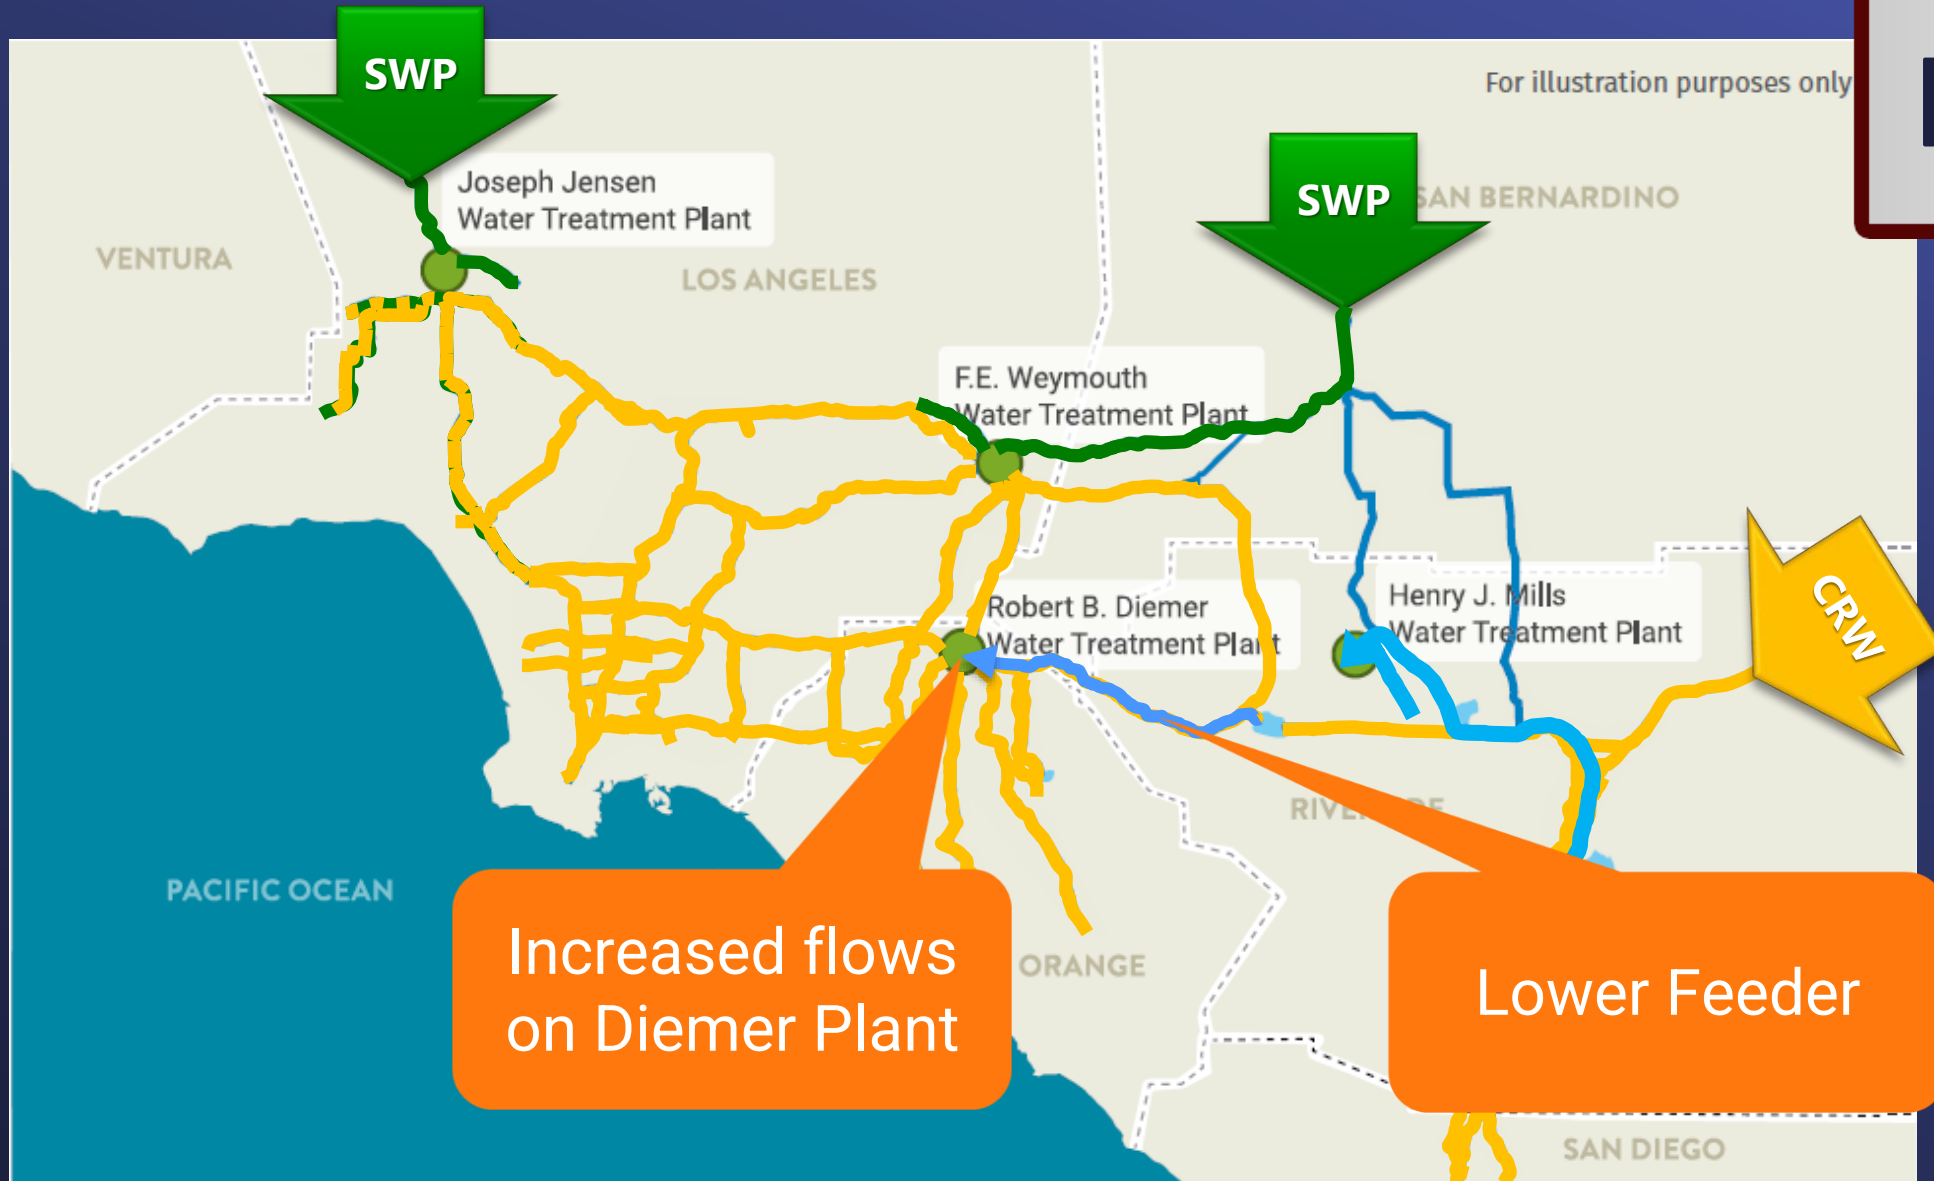 SWP
For illustration purposes only
Joseph Jensen
Water Treatment Plant
SWP
SAN BERNARDINO
VENTURA
LOS ANGELES
F.E. Weymouth
Water Treatment Plant
CRW
Robert B. Diemer
Water Treatment Plant
Henry J. Mills
Water Treatment Plant
PACIFIC OCEAN
Increased flows
on Diemer Plant
ORANGE
Lower Feeder
SAN DIEGO